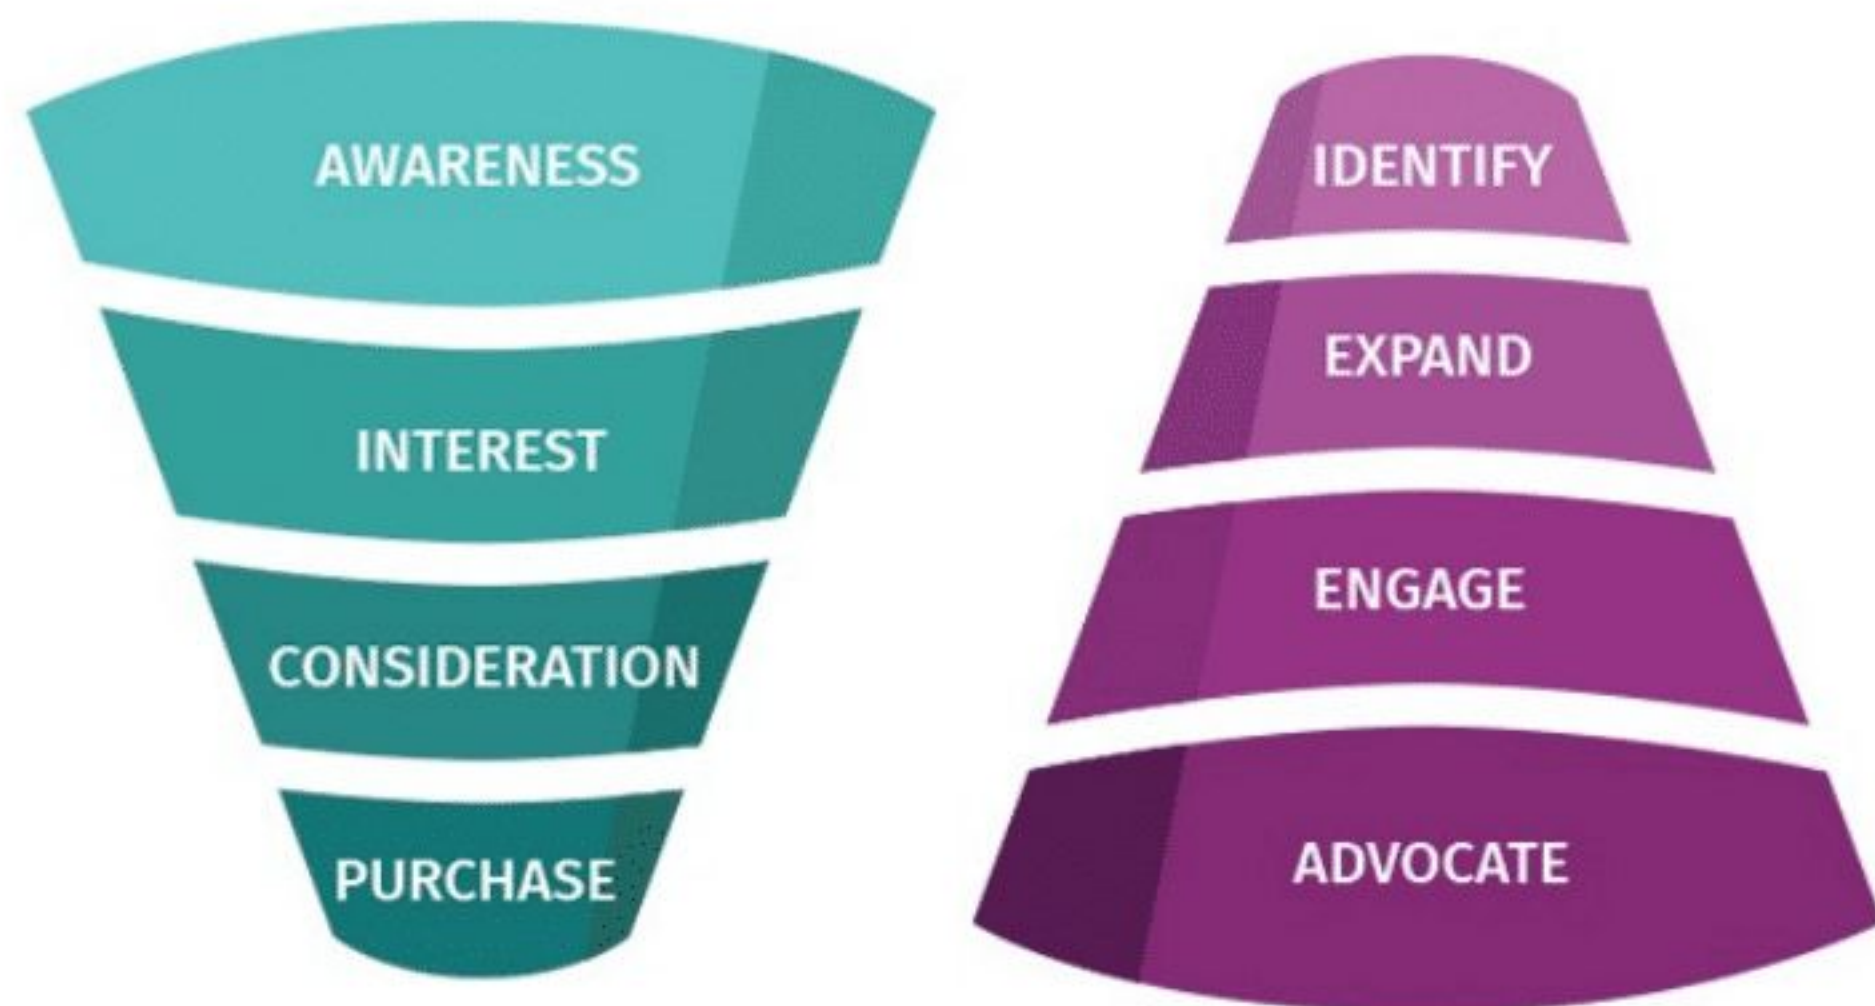 AWARENESS
INTEREST
CONSIDERATION
PURCHASE
IDENTIFY
EXPAND
ENGAGE
ADVOCATE